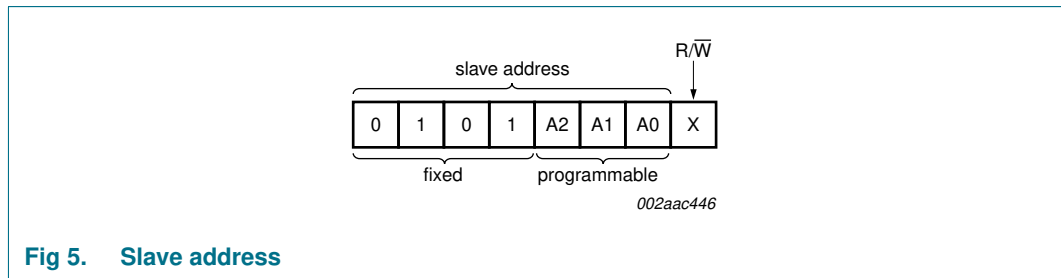 R/W̅
slave address
0 1 0 1 A2 A1 A0 X
fixed programmable
002aac446
Fig 5. Slave address